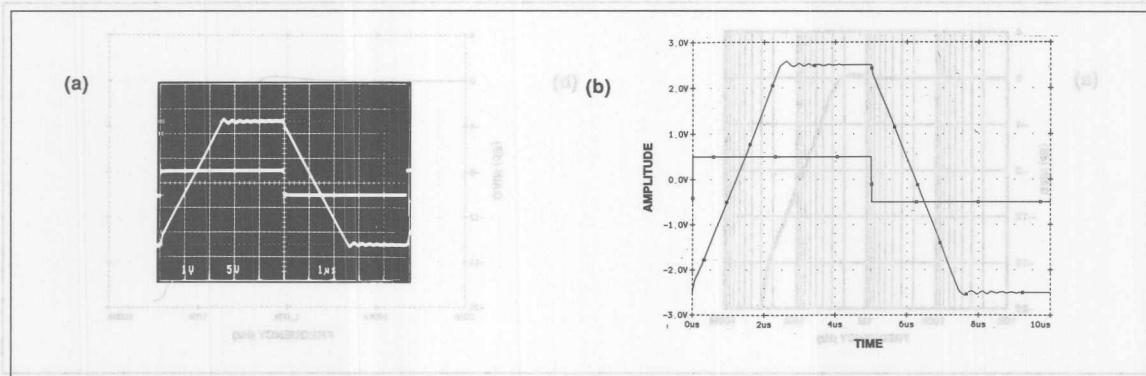 (a)
1V 5V 1µs
(b)
AMPLITUDE
3.0V
2.0V
1.0V
0.0V
-1.0V
-2.0V
-3.0V
0us 2us 4us 6us 8us 10us
TIME